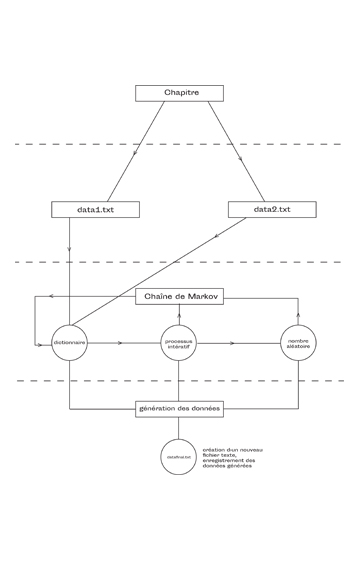 Chapitre
data1.txt
data2.txt
Chaîne de Markov
dictionnaire
processus
intératif
nombre
aléatoire
génération des données
datafinal.txt
création d'un nouveau
fichier texte,
enregistrement des
données générées